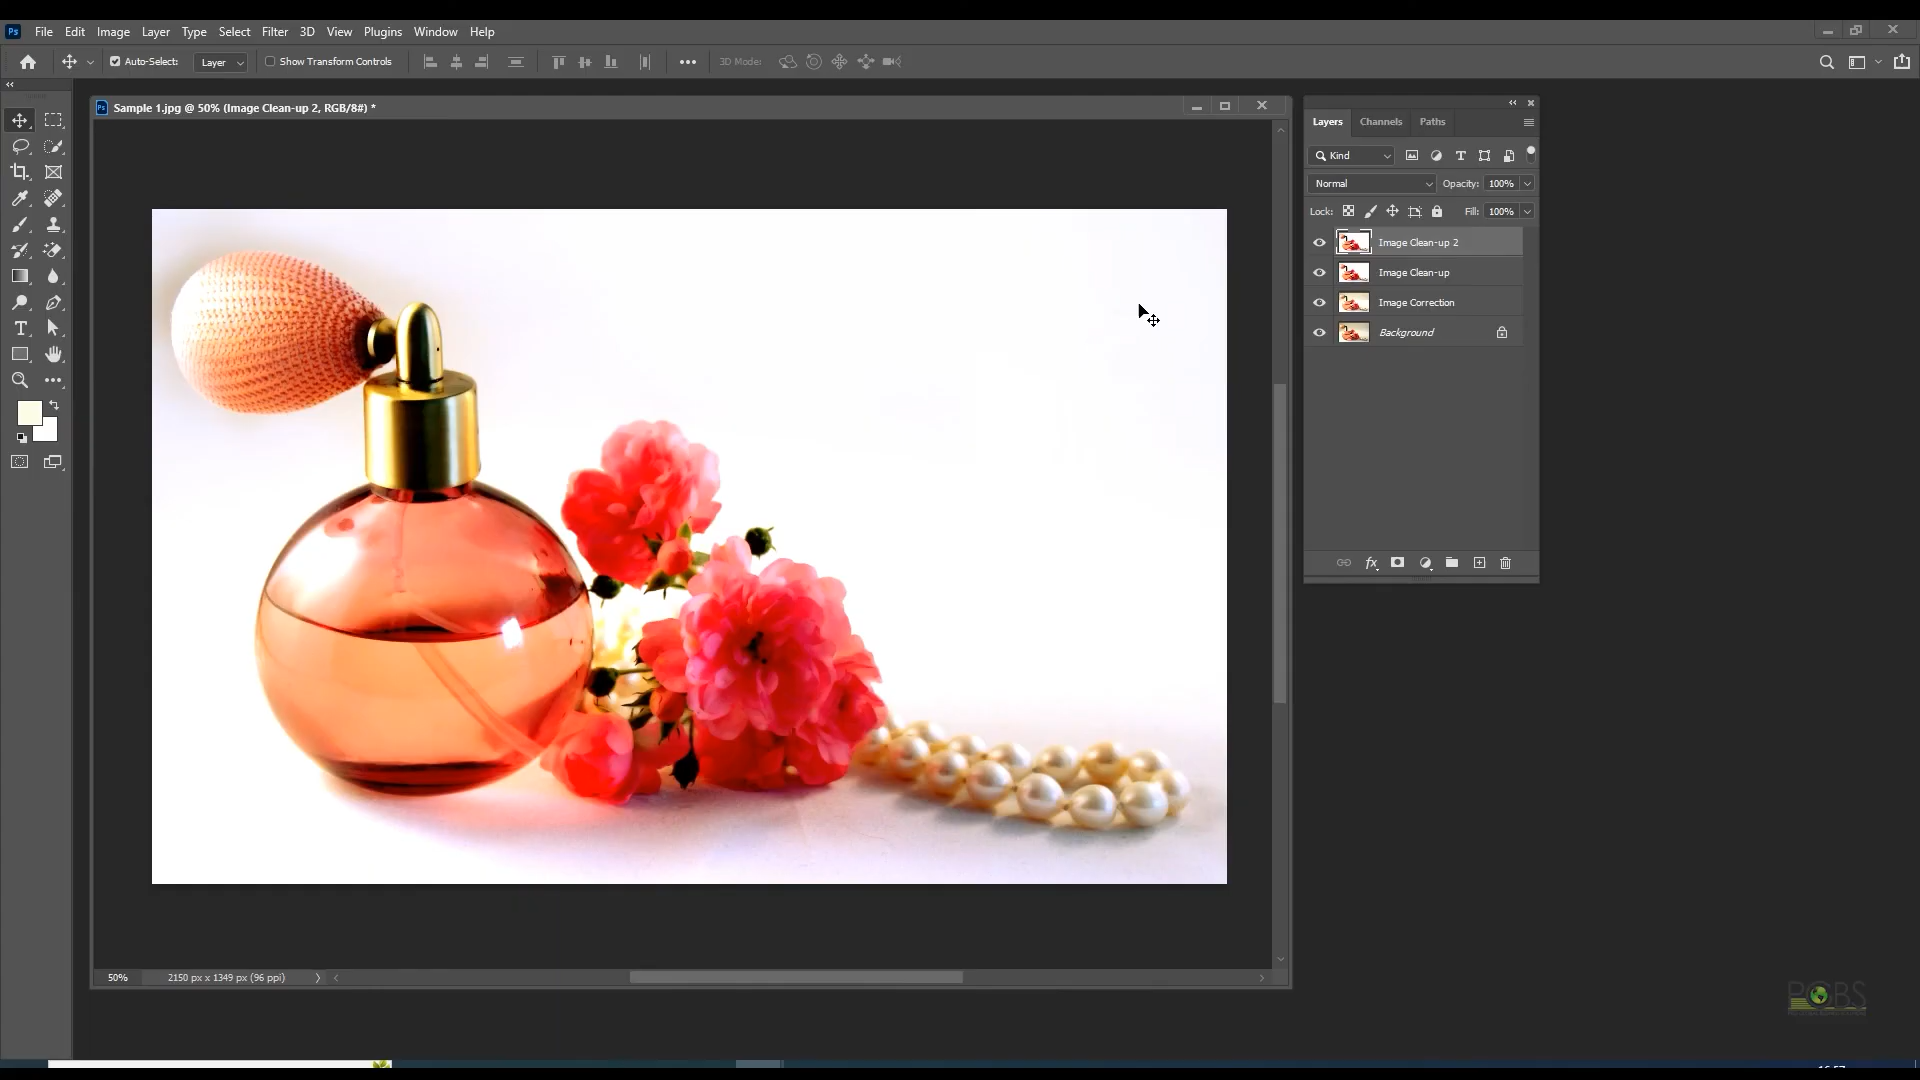 Ps File Edit Image Layer Type Select Filter 3D View Plugins Window Help
Auto-Select: Layer Show Transform Controls 3D Mode:
Sample 1.jpg @ 50% (Image Clean-up 2, RGB/8#) *
Layers Channels Paths
Kind
Normal Opacity: 100%
Lock: Fill: 100%
Image Clean-up 2
Image Clean-up
Image Correction
Background
fx
50% 2150 px x 1349 px (96 ppi)